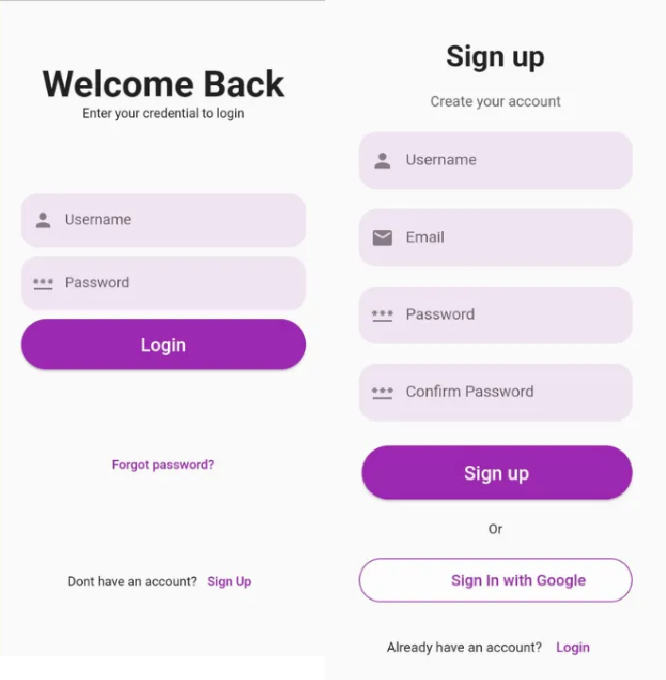 Welcome Back
Enter your credential to login
Username
Password
Login
Forgot password?
Dont have an account? Sign Up
Sign up
Create your account
Username
Email
Password
Confirm Password
Sign up
Or
Sign In with Google
Already have an account? Login